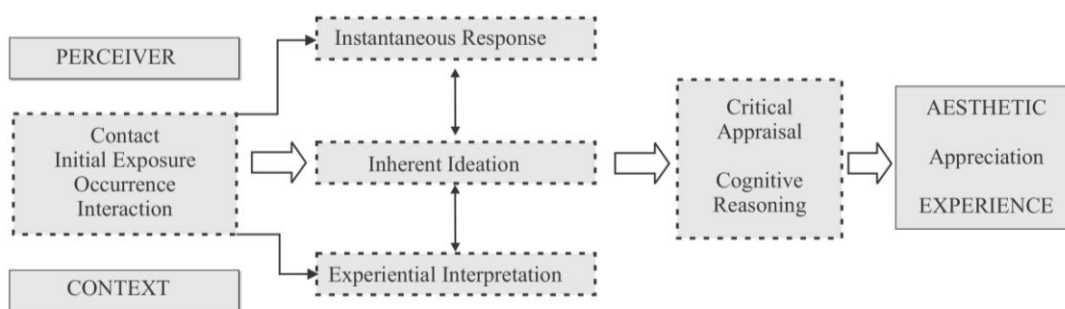 PERCEIVER
Contact
Initial Exposure
Occurrence
Interaction
CONTEXT
Instantaneous Response
Inherent Ideation
Experiential Interpretation
Critical
Appraisal
Cognitive
Reasoning
AESTHETIC
Appreciation
EXPERIENCE